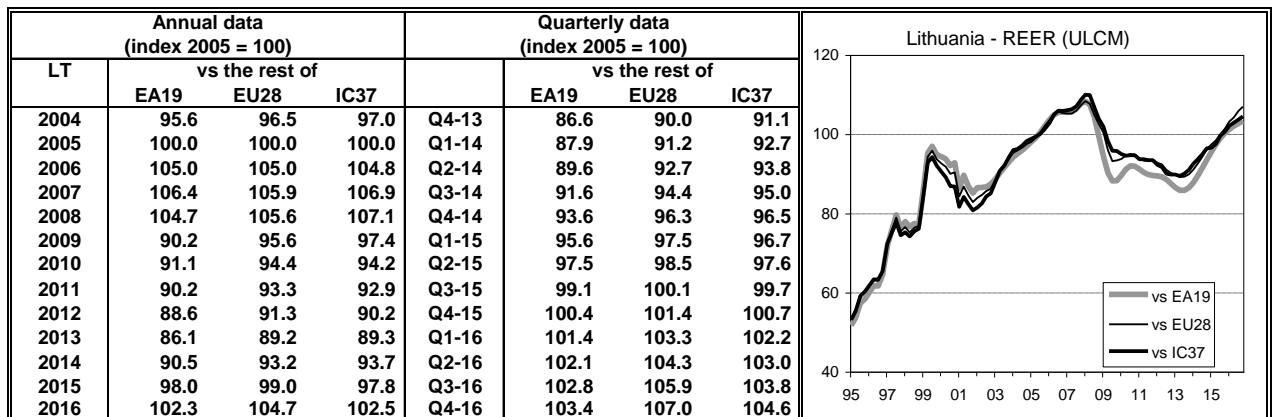 Annual data Quarterly data
(index 2005 = 100) (index 2005 = 100)
LT vs the rest of vs the rest of
EA19 EU28 IC37 EA19 EU28 IC37
2004 95.6 96.5 97.0 Q4-13 86.6 90.0 91.1
2005 100.0 100.0 100.0 Q1-14 87.9 91.2 92.7
2006 105.0 105.0 104.8 Q2-14 89.6 92.7 93.8
2007 106.4 105.9 106.9 Q3-14 91.6 94.4 95.0
2008 104.7 105.6 107.1 Q4-14 93.6 96.3 96.5
2009 90.2 95.6 97.4 Q1-15 95.6 97.5 96.7
2010 91.1 94.4 94.2 Q2-15 97.5 98.5 97.6
2011 90.2 93.3 92.9 Q3-15 99.1 100.1 99.7
2012 88.6 91.3 90.2 Q4-15 100.4 101.4 100.7
2013 86.1 89.2 89.3 Q1-16 101.4 103.3 102.2
2014 90.5 93.2 93.7 Q2-16 102.1 104.3 103.0
2015 98.0 99.0 97.8 Q3-16 102.8 105.9 103.8
2016 102.3 104.7 102.5 Q4-16 103.4 107.0 104.6
Lithuania - REER (ULCM)
120
100
80
60
40
95 97 99 01 03 05 07 09 11 13 15
vs EA19
vs EU28
vs IC37